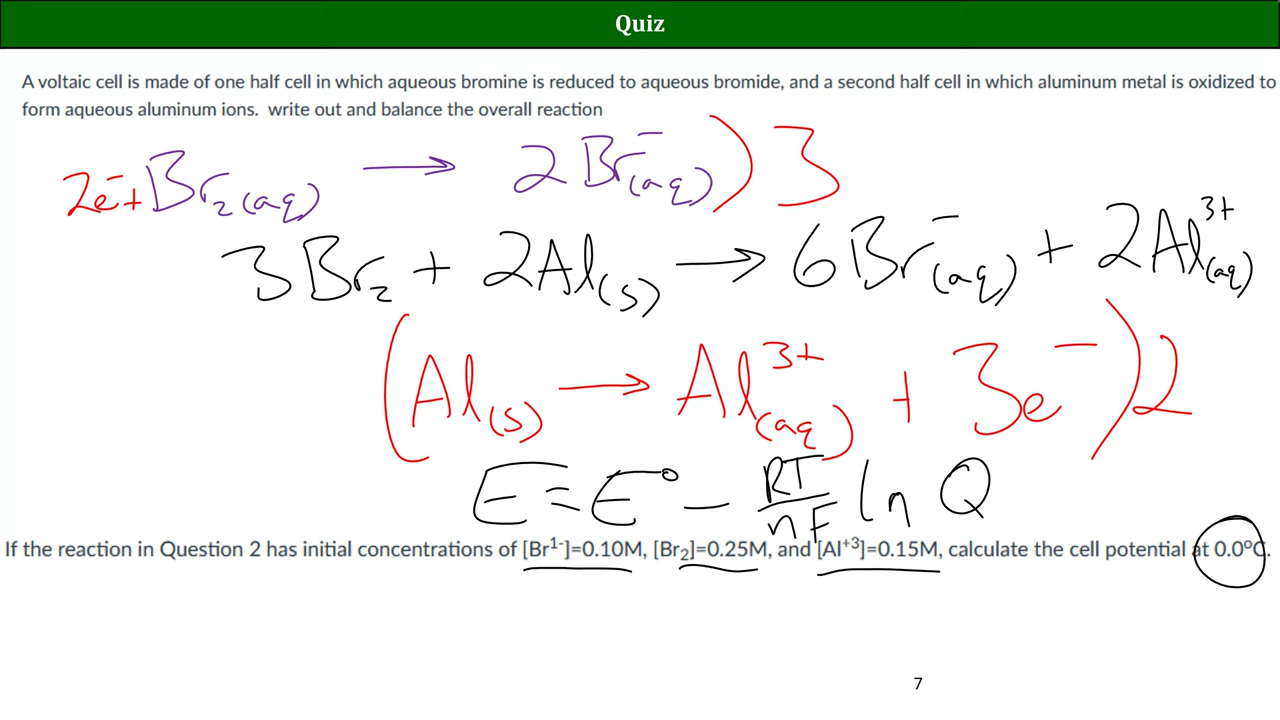 Quiz
A voltaic cell is made of one half cell in which aqueous bromine is reduced to aqueous bromide, and a second half cell in which aluminum metal is oxidized to
form aqueous aluminum ions. write out and balance the overall reaction
2e⁻+Br₂(aq) → 2Br⁻(aq)) 3
3Br₂ + 2Al(s) → 6Br⁻(aq) + 2Al³⁺(aq)
(Al(s) → Al³⁺(aq) + 3e⁻) 2
E = E° − RT/nF ln Q
If the reaction in Question 2 has initial concentrations of [Br¹⁻]=0.10M, [Br₂]=0.25M, and [Al⁺³]=0.15M, calculate the cell potential at 0.0°C.
7